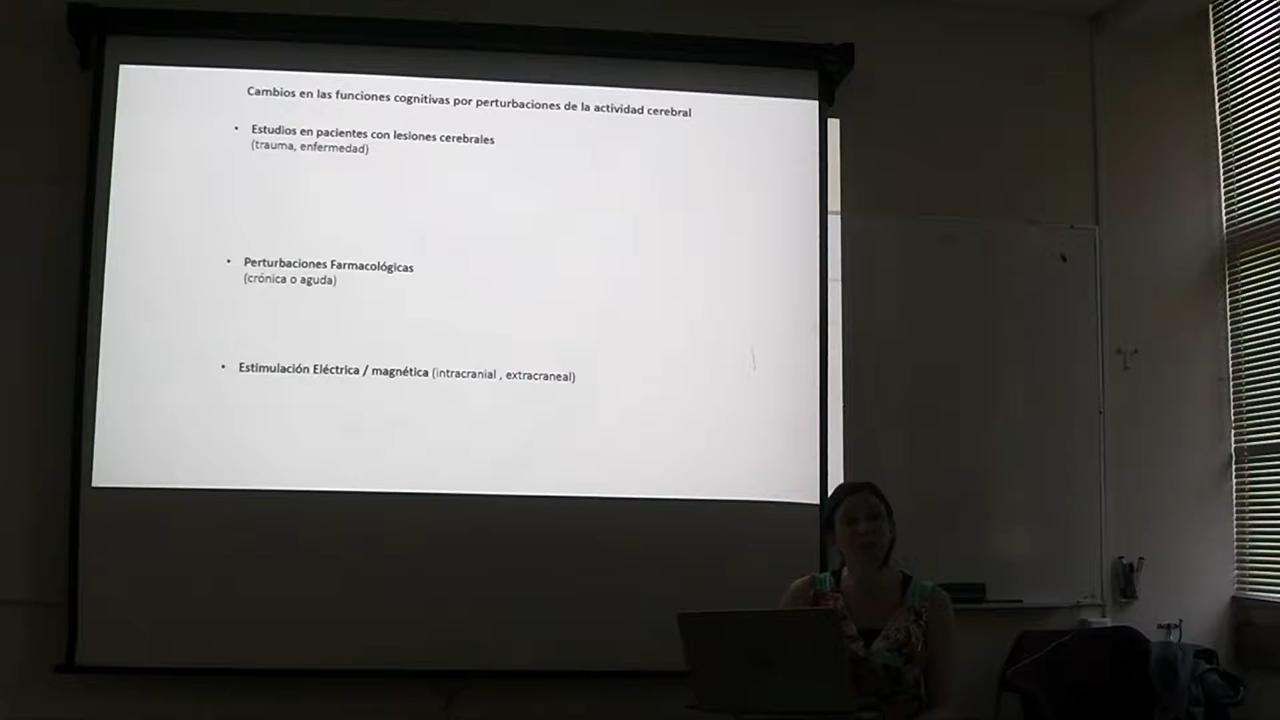 Cambios en las funciones cognitivas por perturbaciones de la actividad cerebral
• Estudios en pacientes con lesiones cerebrales
(trauma, enfermedad)
• Perturbaciones Farmacológicas
(crónica o aguda)
• Estimulación Eléctrica / magnética (intracranial , extracraneal)